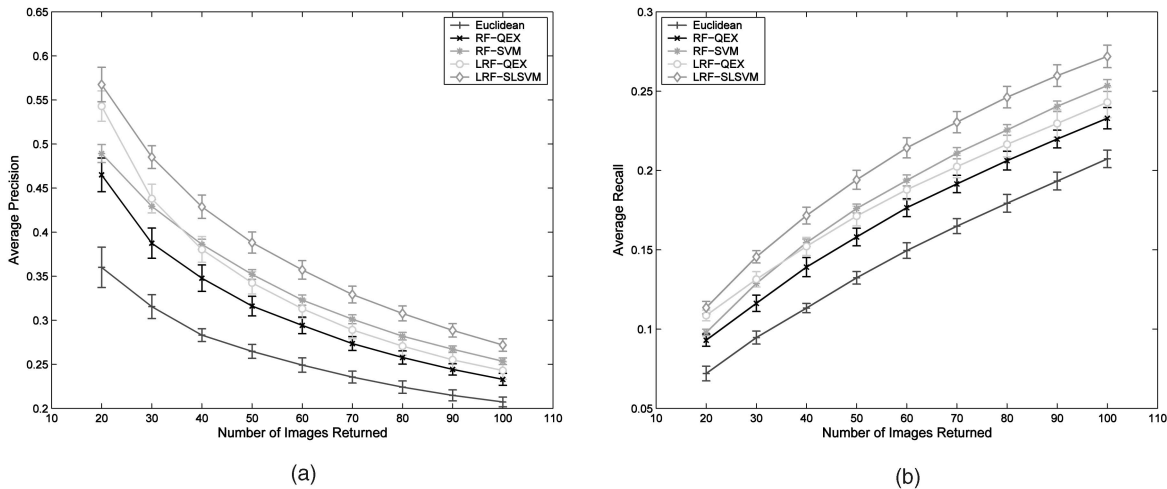 0.65
0.6
0.55
0.5
0.45
0.4
0.35
0.3
0.25
0.2
Average Precision
10 20 30 40 50 60 70 80 90 100 110
Number of Images Returned
Euclidean
RF-QEX
RF-SVM
LRF-QEX
LRF-SLSVM
(a)
0.3
0.25
0.2
0.15
0.1
0.05
Average Recall
10 20 30 40 50 60 70 80 90 100 110
Number of Images Returned
Euclidean
RF-QEX
RF-SVM
LRF-QEX
LRF-SLSVM
(b)